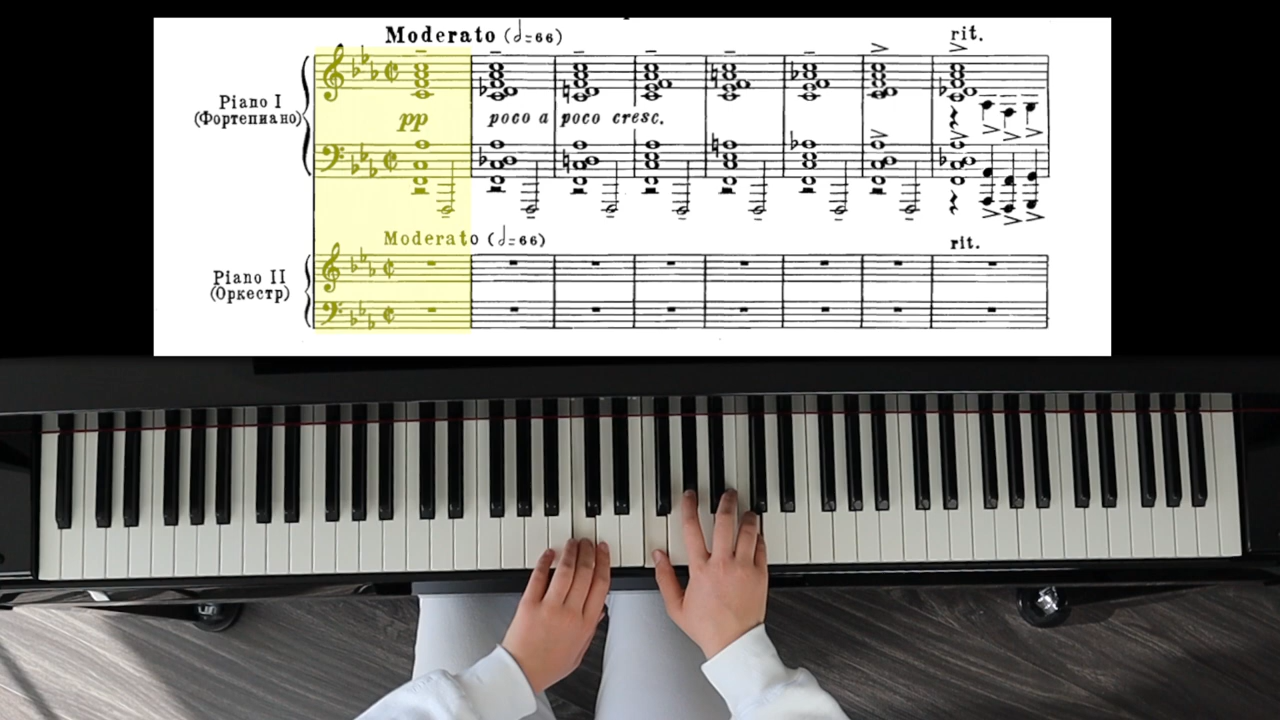 Moderato (𝅗𝅥=66)
rit.
Piano I
(Фортепиано)
pp
poco a poco cresc.
Moderato (𝅗𝅥=66)
rit.
Piano II
(Оркестр)